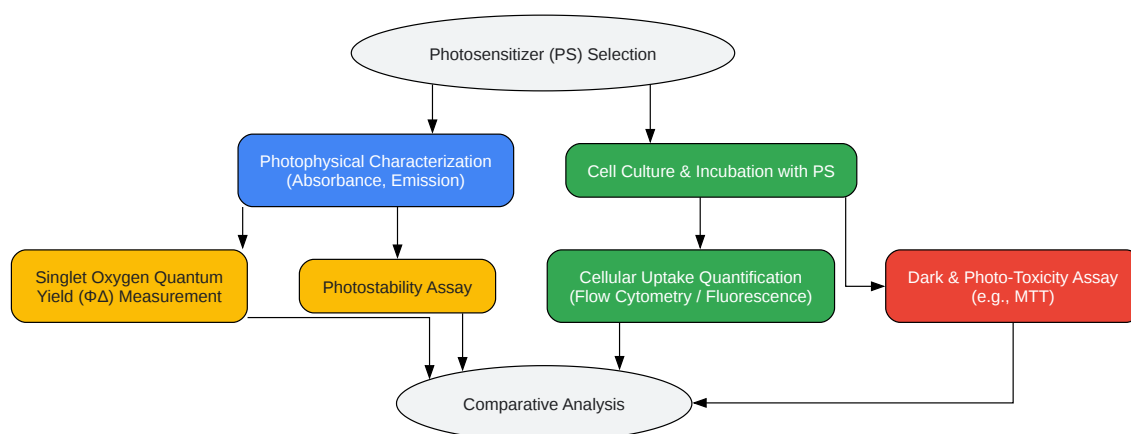 Photosensitizer (PS) Selection
Photophysical Characterization
(Absorbance, Emission)
Cell Culture & Incubation with PS
Singlet Oxygen Quantum
Yield (ΦΔ) Measurement
Photostability Assay
Cellular Uptake Quantification
(Flow Cytometry / Fluorescence)
Dark & Photo-Toxicity Assay
(e.g., MTT)
Comparative Analysis